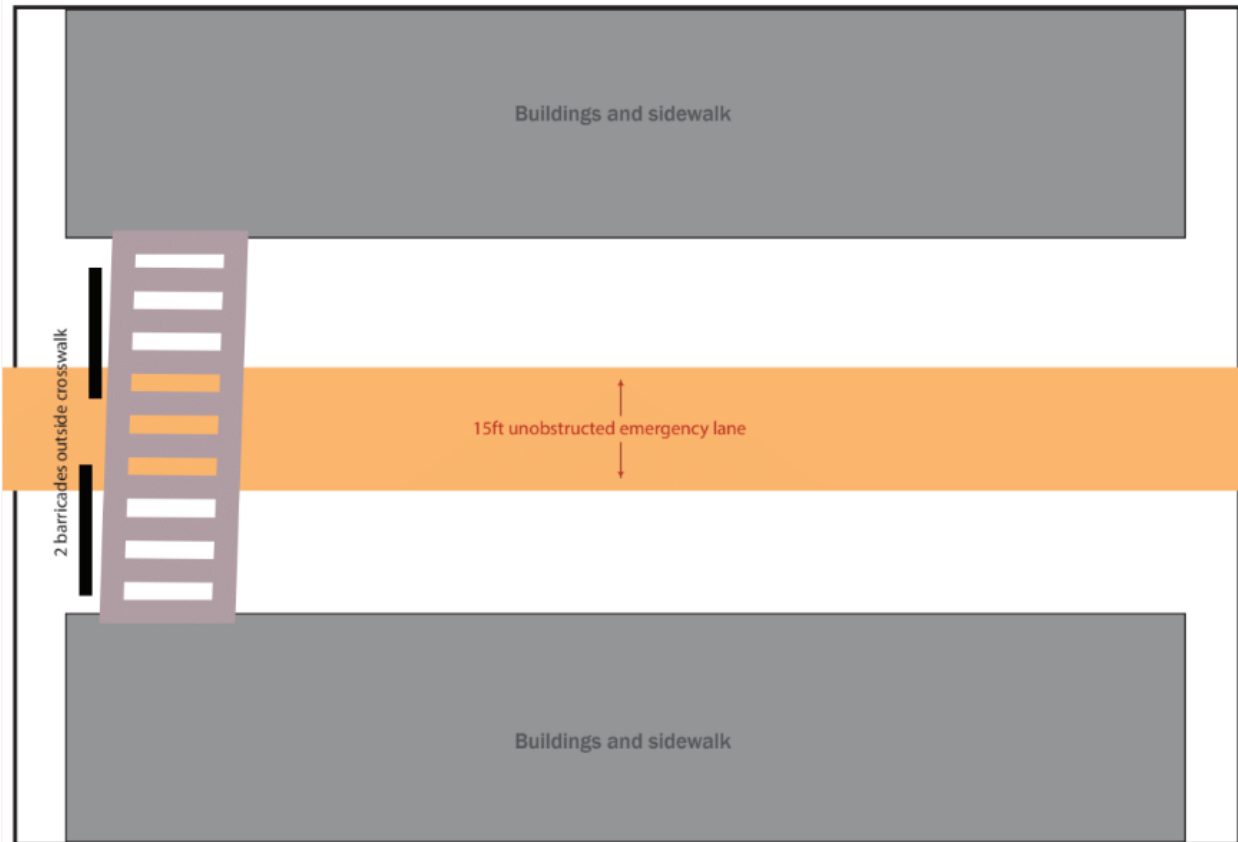 Buildings and sidewalk
2 barricades outside crosswalk
15ft unobstructed emergency lane
Buildings and sidewalk